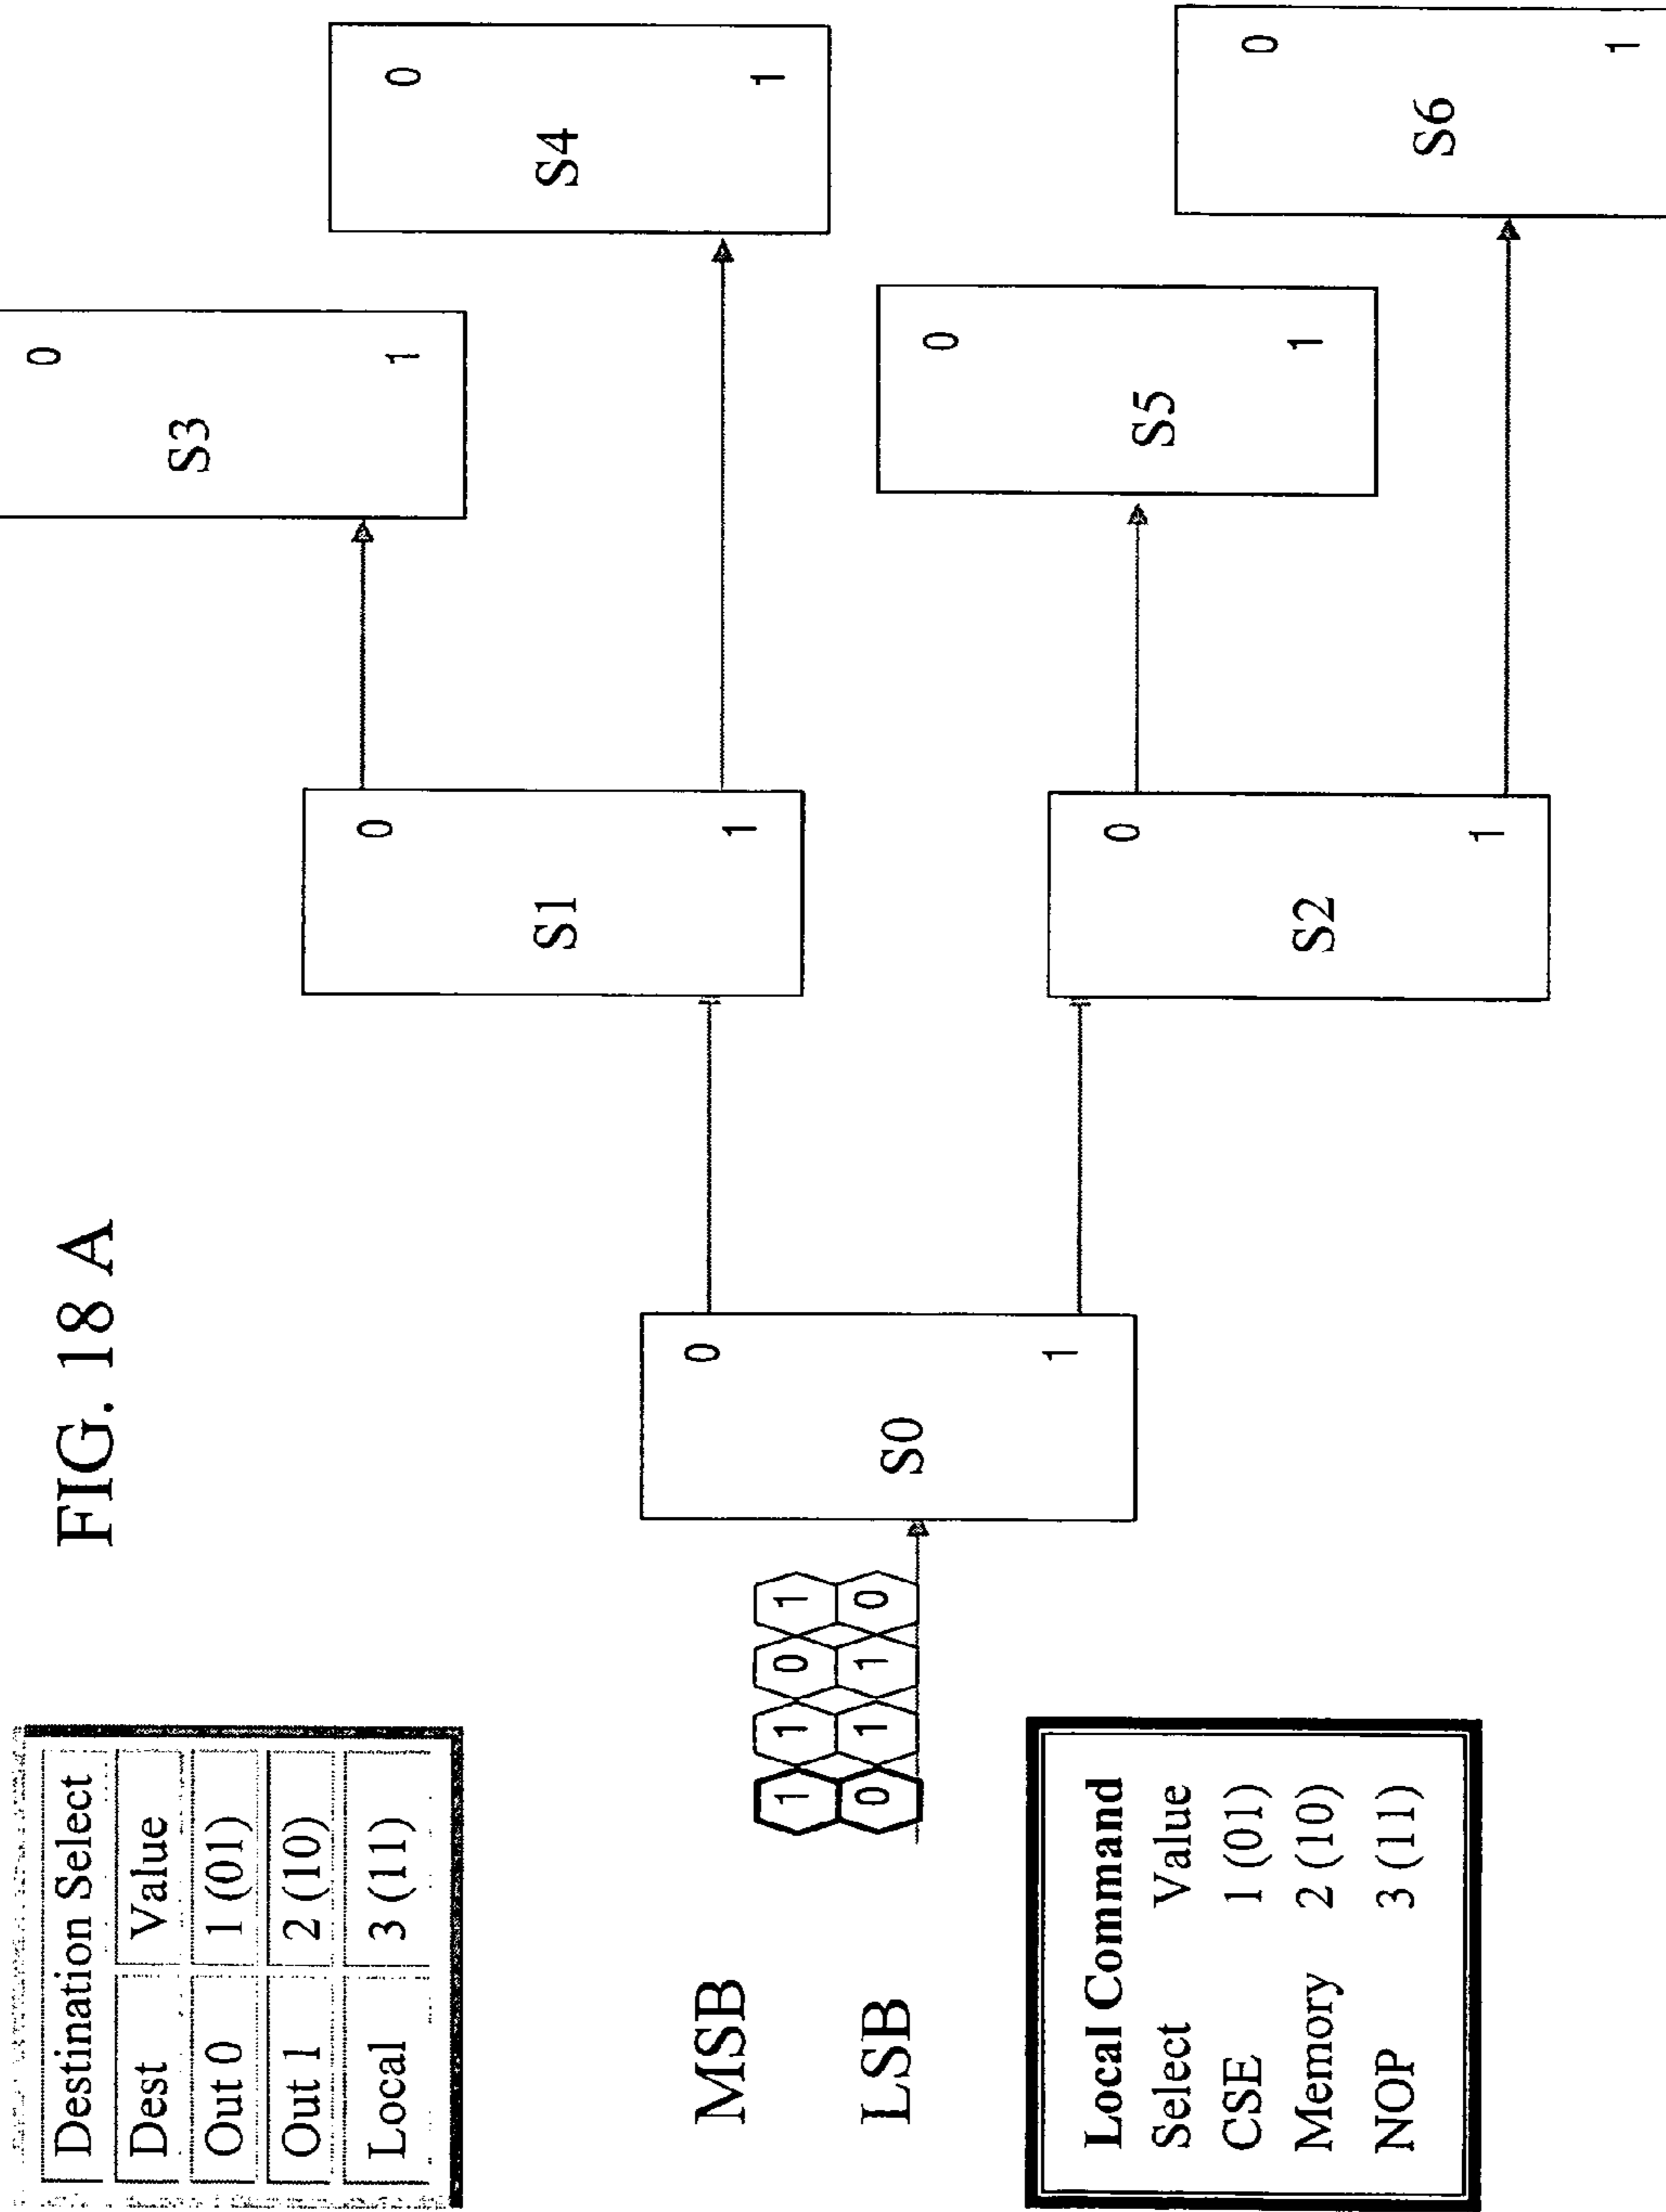 FIG. 18 A
Destination Select
Dest Value
Out 0 1 (01)
Out 1 2 (10)
Local 3 (11)
MSB 1 1 0 1
LSB 0 1 1 0
Local Command
Select Value
CSE 1 (01)
Memory 2 (10)
NOP 3 (11)
0
S0
1
0
S1
1
0
S2
1
0
S3
1
0
S4
1
0
S5
1
0
S6
1